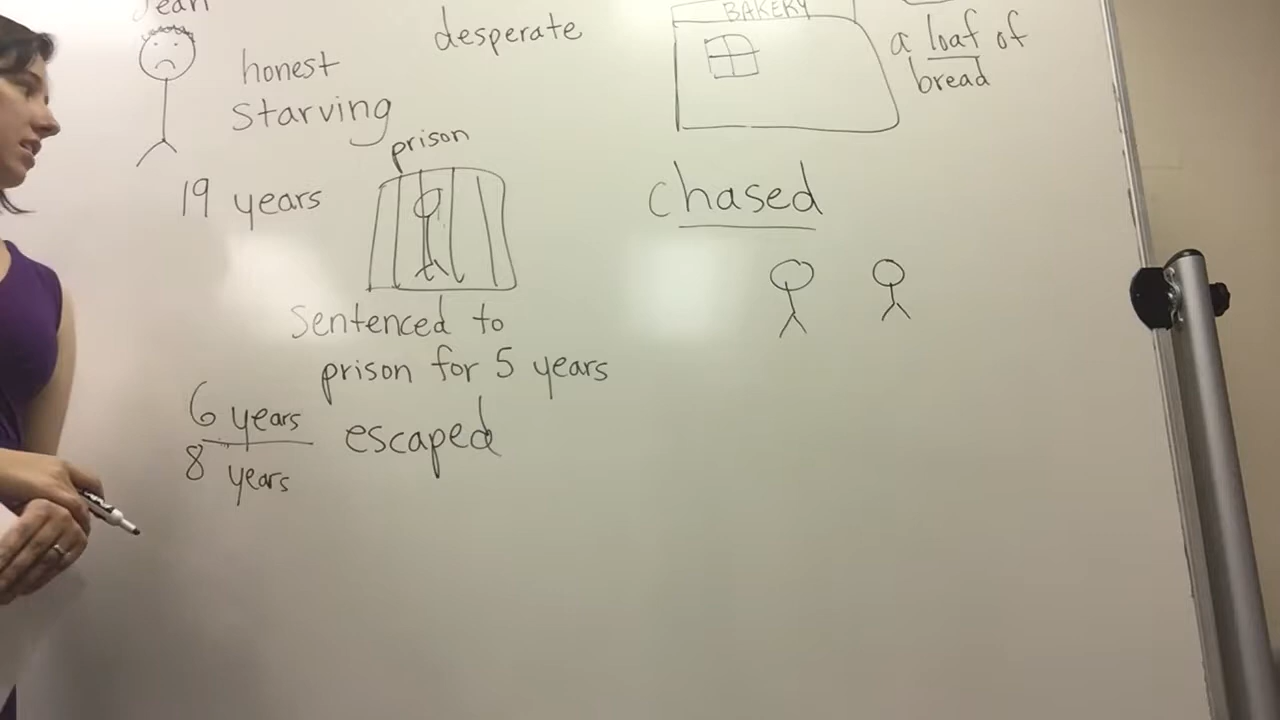 Jean
desperate
BAKERY
a loaf of
bread
honest
starving
prison
19 years
chased
Sentenced to
prison for 5 years
6 years
escaped
8 years